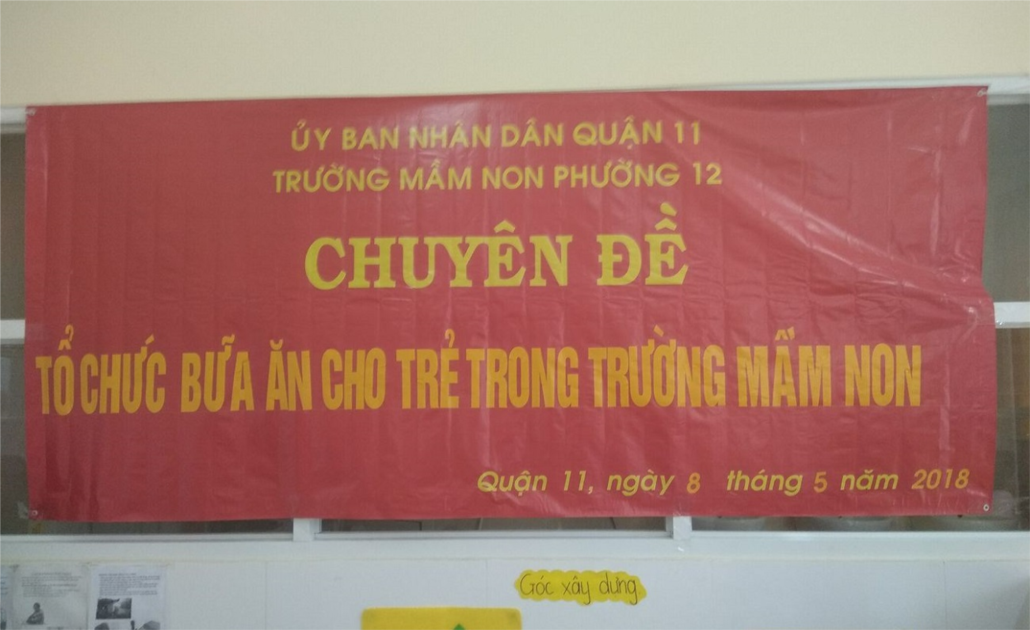 ỦY BAN NHÂN DÂN QUẬN 11
TRƯỜNG MẦM NON PHƯỜNG 12
CHUYÊN ĐỀ
TỔ CHỨC BỮA ĂN CHO TRẺ TRONG TRƯỜNG MẦM NON
Quận 11, ngày 8 tháng 5 năm 2018
Góc xây dựng